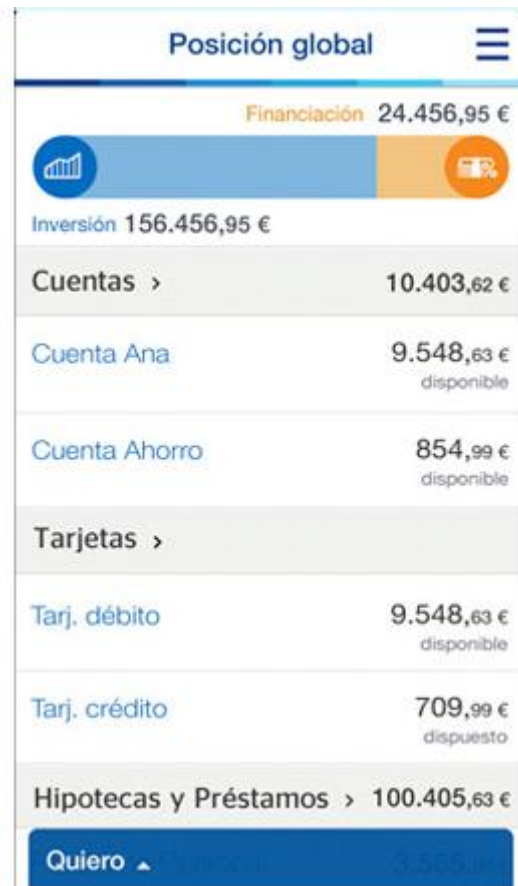 Posición global
Financiación 24.456,95 €
Inversión 156.456,95 €
Cuentas > 10.403,62 €
Cuenta Ana 9.548,63 €
disponible
Cuenta Ahorro 854,99 €
disponible
Tarjetas >
Tarj. débito 9.548,63 €
disponible
Tarj. crédito 709,99 €
dispuesto
Hipotecas y Préstamos > 100.405,63 €
Quiero